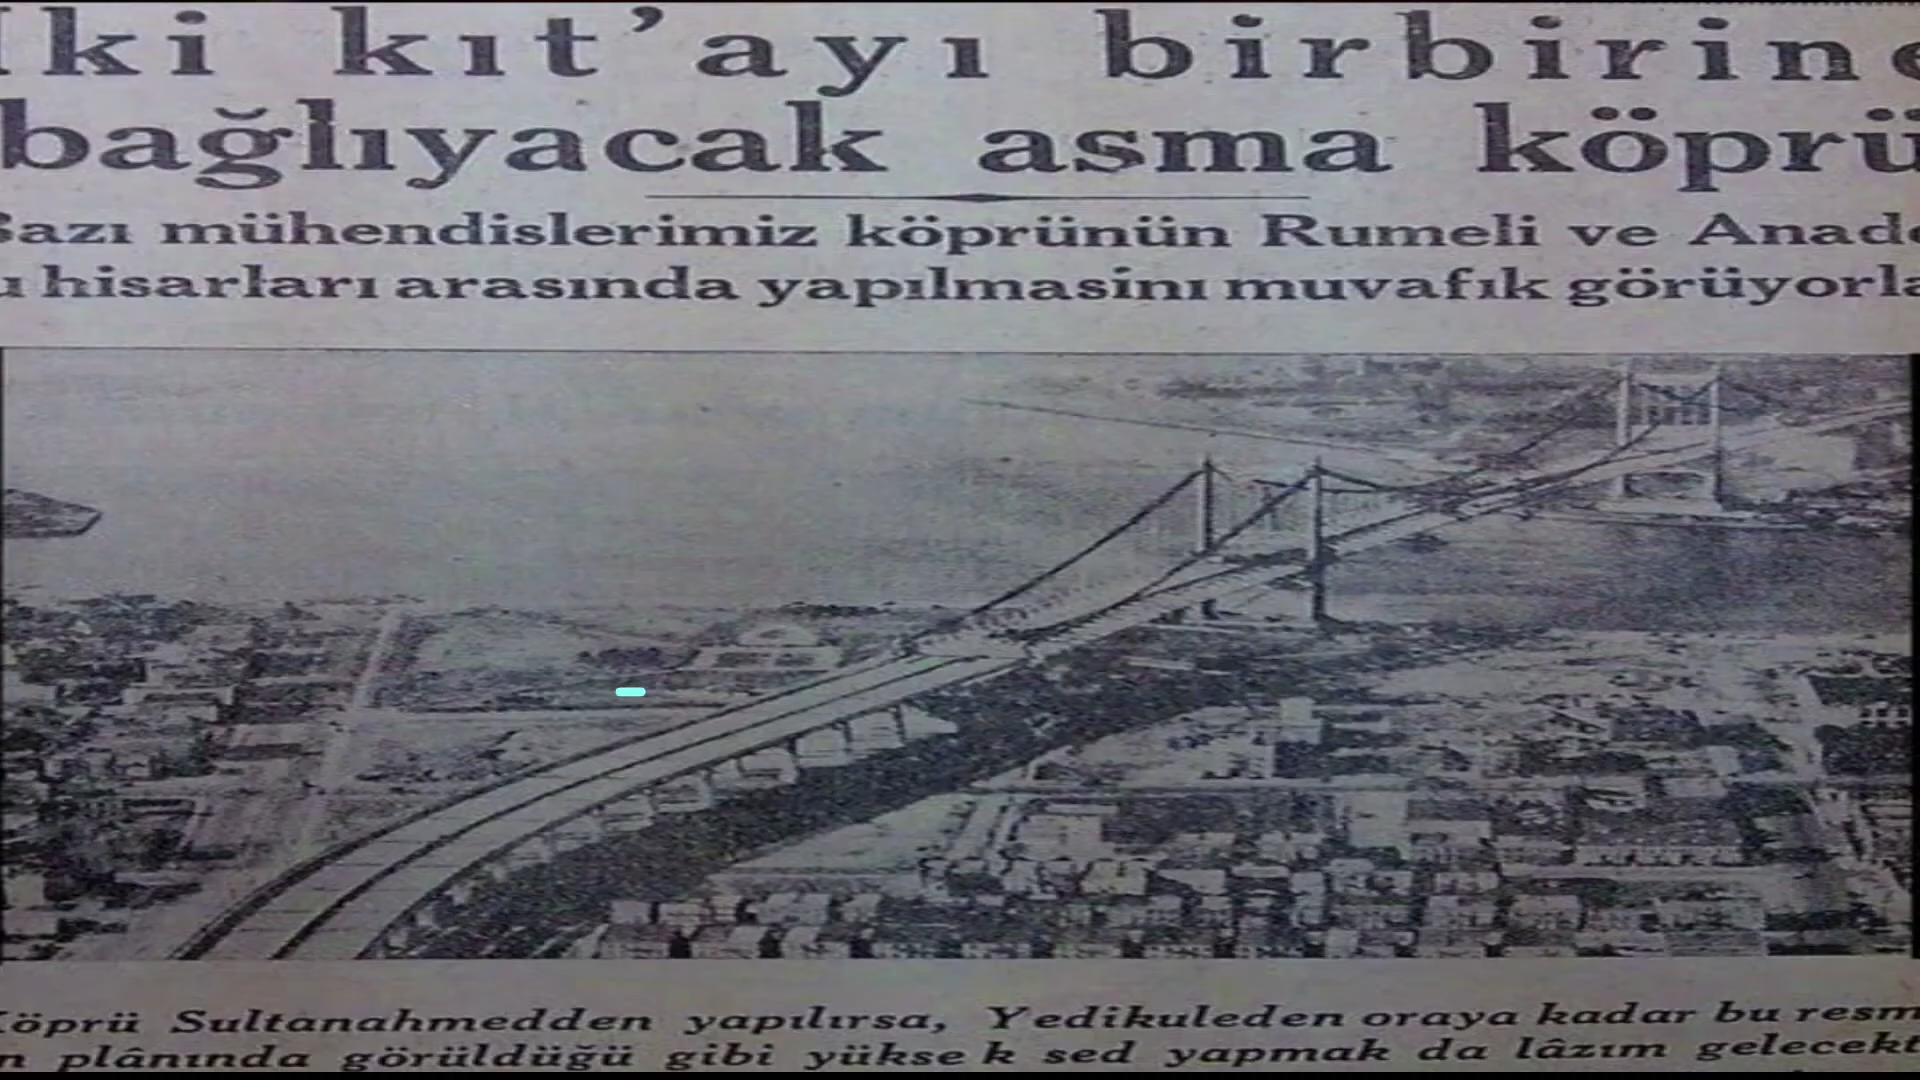 İki kıt'ayı birbirine
bağlıyacak asma köprü
Bazı mühendislerimiz köprünün Rumeli ve Anado
u hisarları arasında yapılmasını muvafık görüyorla
Köprü Sultanahmedden yapılırsa, Yedikuleden oraya kadar bu resm
n plânında görüldüğü gibi yüksek sed yapmak da lâzım gelecekt